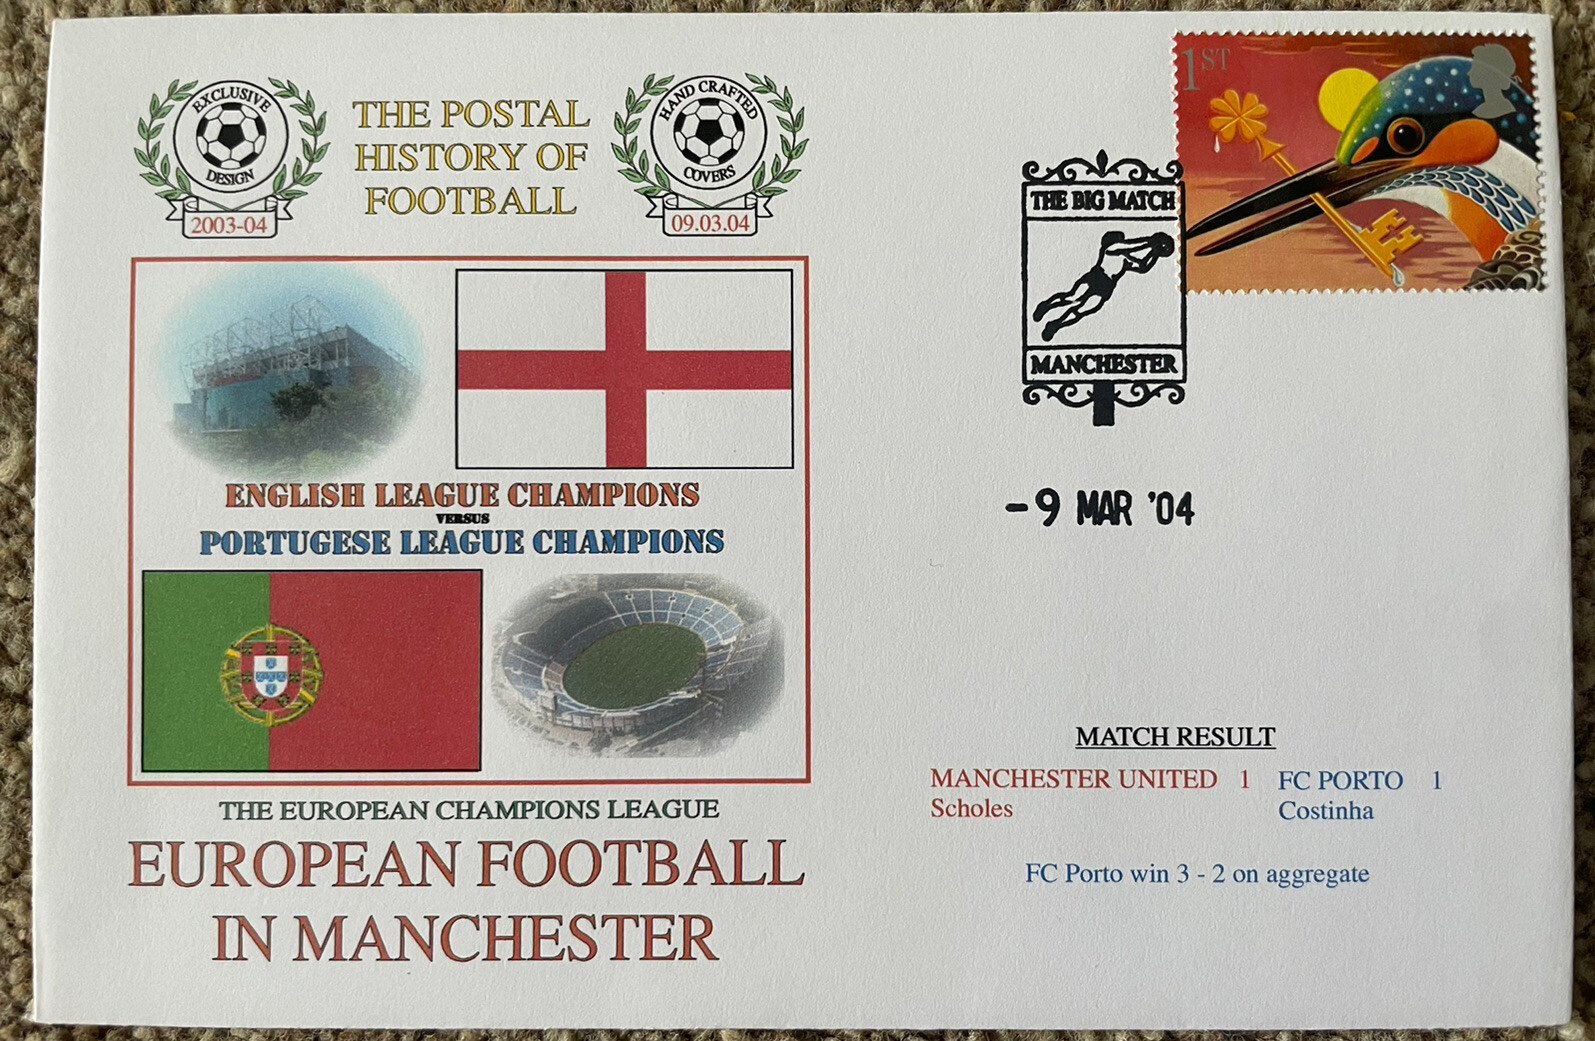 EXCLUSIVE
DESIGN
2003-04
THE POSTAL
HISTORY OF
FOOTBALL
HAND CRAFTED
COVERS
09.03.04
1ST
THE BIG MATCH
MANCHESTER
-9 MAR '04
ENGLISH LEAGUE CHAMPIONS
VERSUS
PORTUGESE LEAGUE CHAMPIONS
THE EUROPEAN CHAMPIONS LEAGUE
EUROPEAN FOOTBALL
IN MANCHESTER
MATCH RESULT
MANCHESTER UNITED 1 FC PORTO 1
Scholes Costinha
FC Porto win 3 - 2 on aggregate